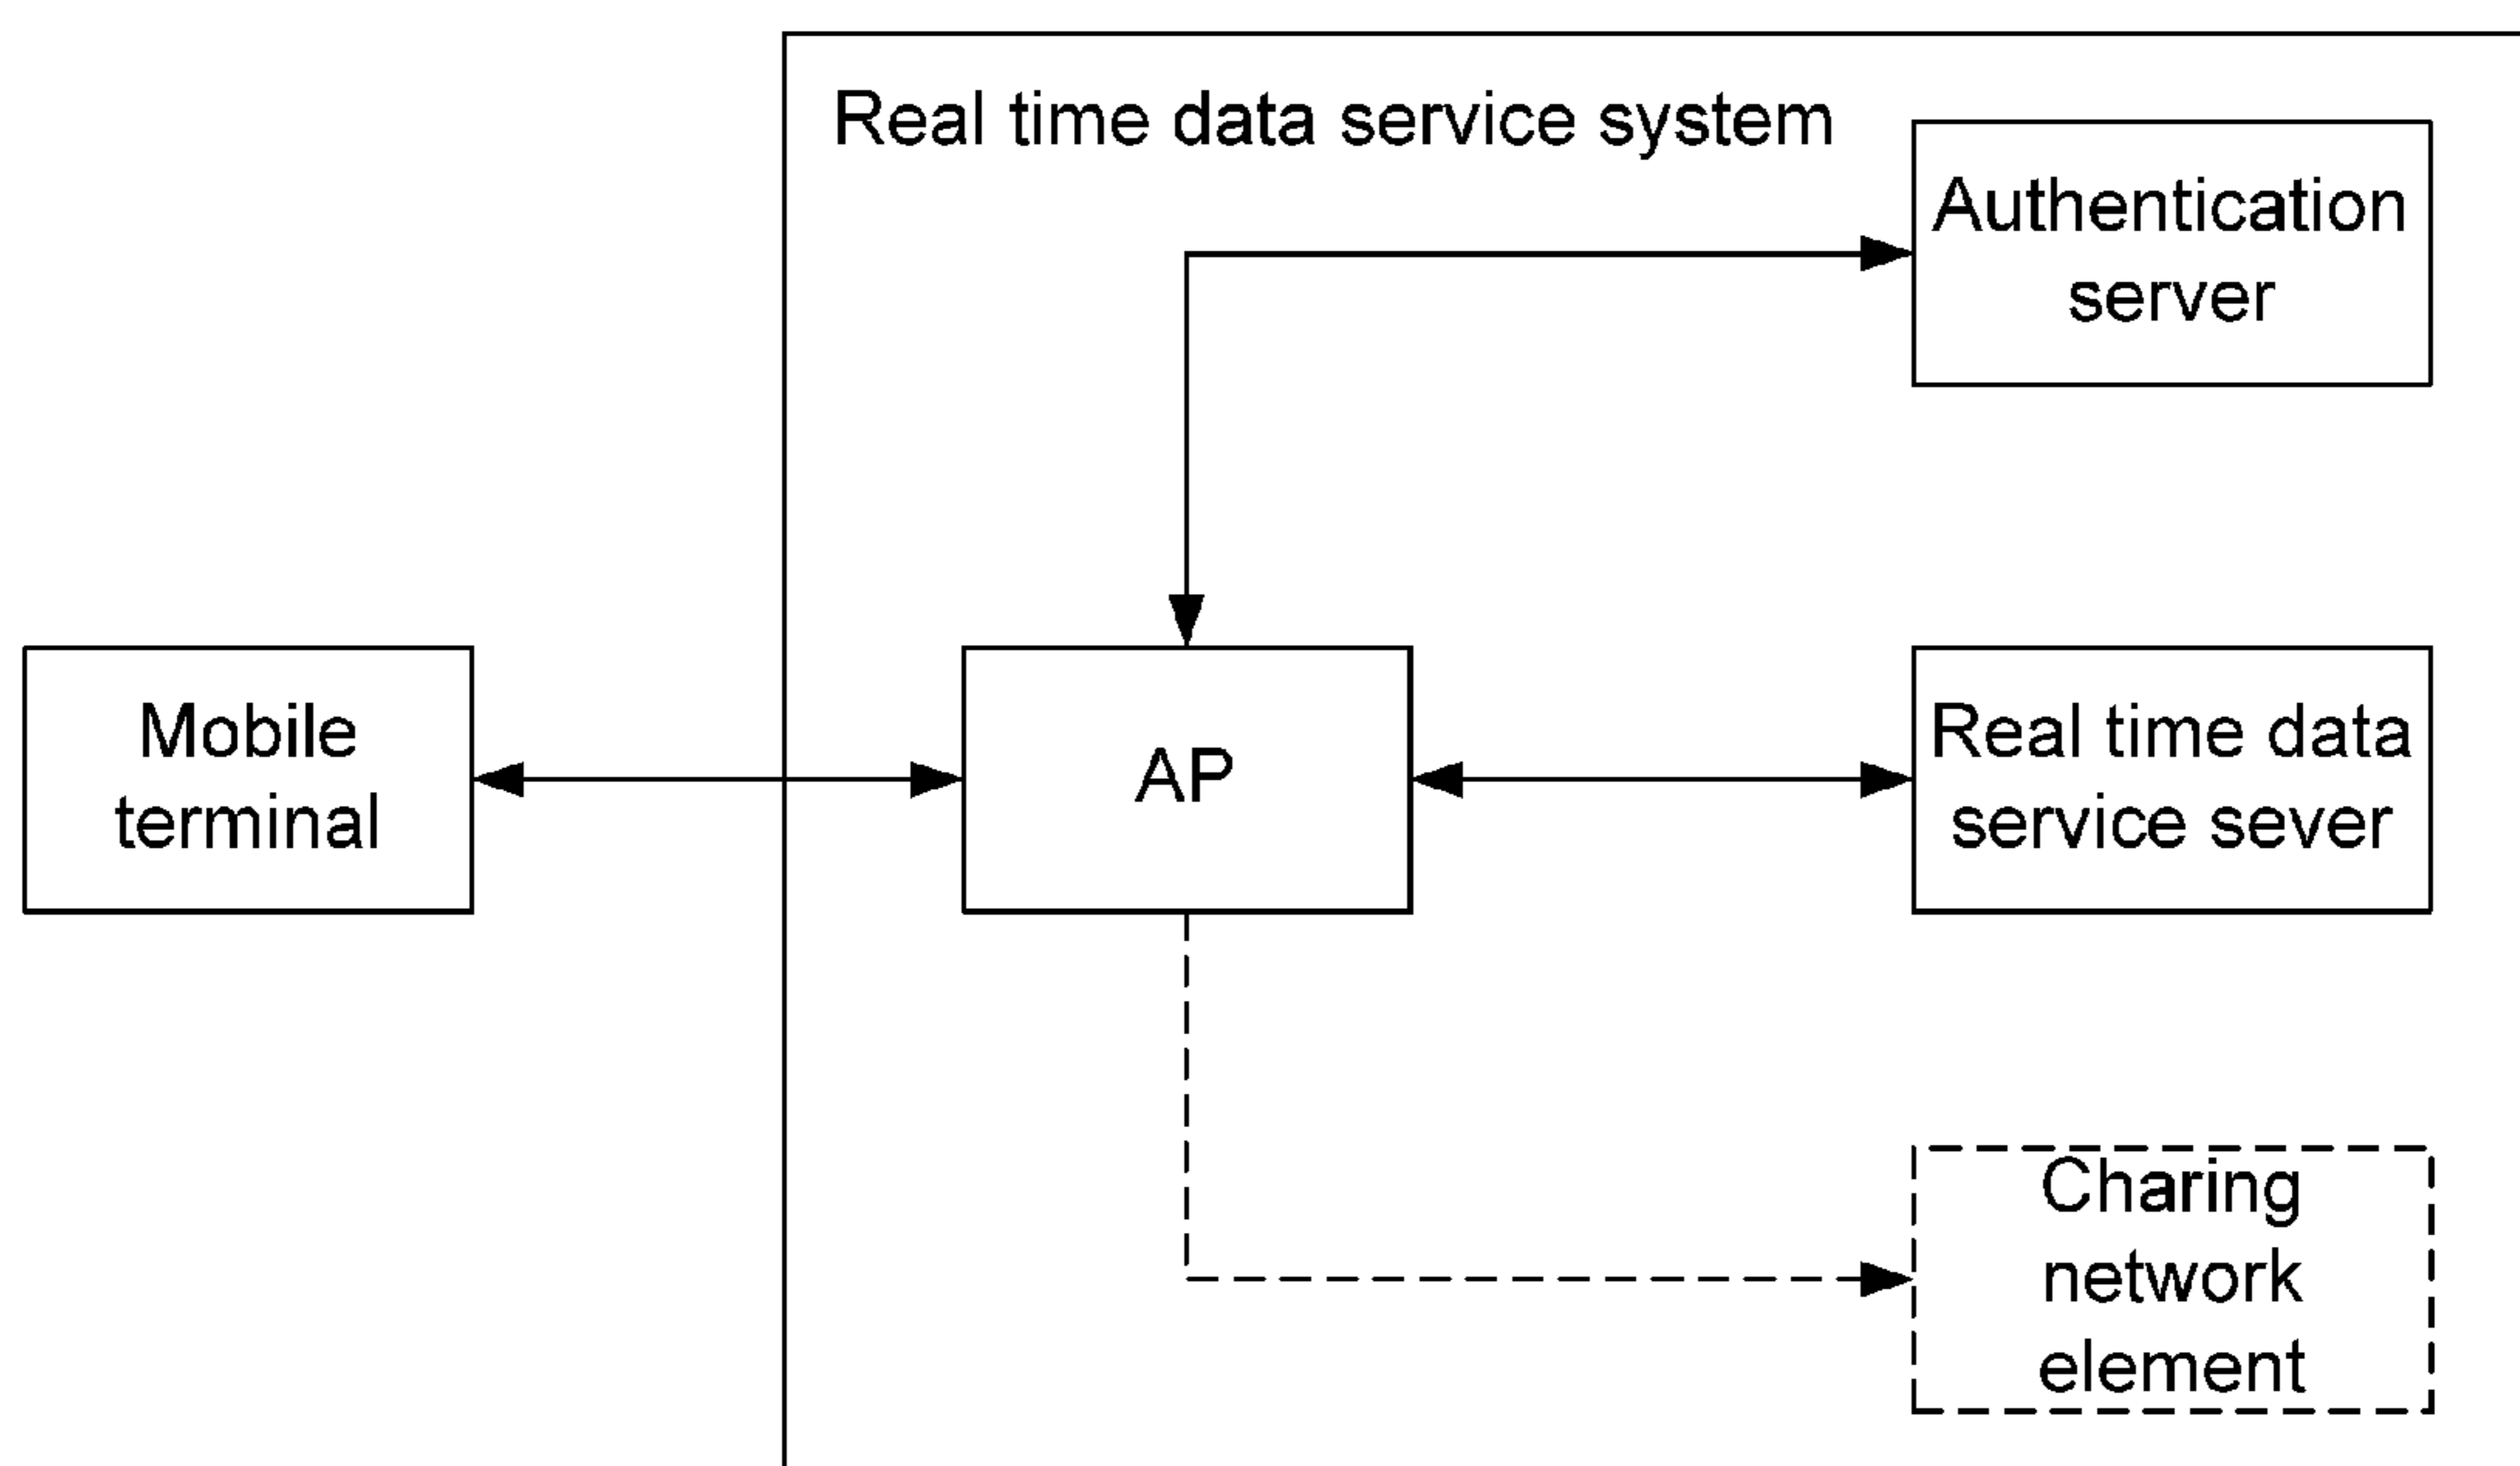 Real time data service system
Authentication
server
Mobile
terminal
AP
Real time data
service sever
Charing
network
element